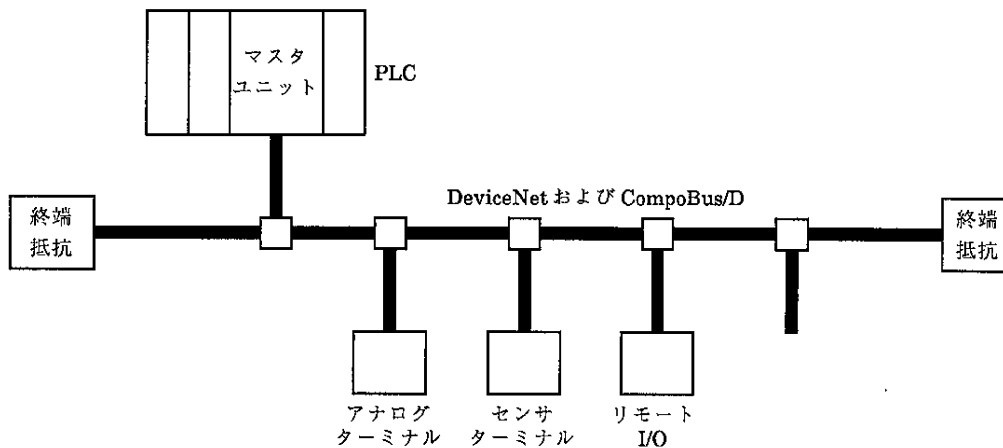 マスタ
ユニット
PLC
DeviceNet および CompoBus/D
終端
抵抗
終端
抵抗
アナログ
ターミナル
センサ
ターミナル
リモート
I/O